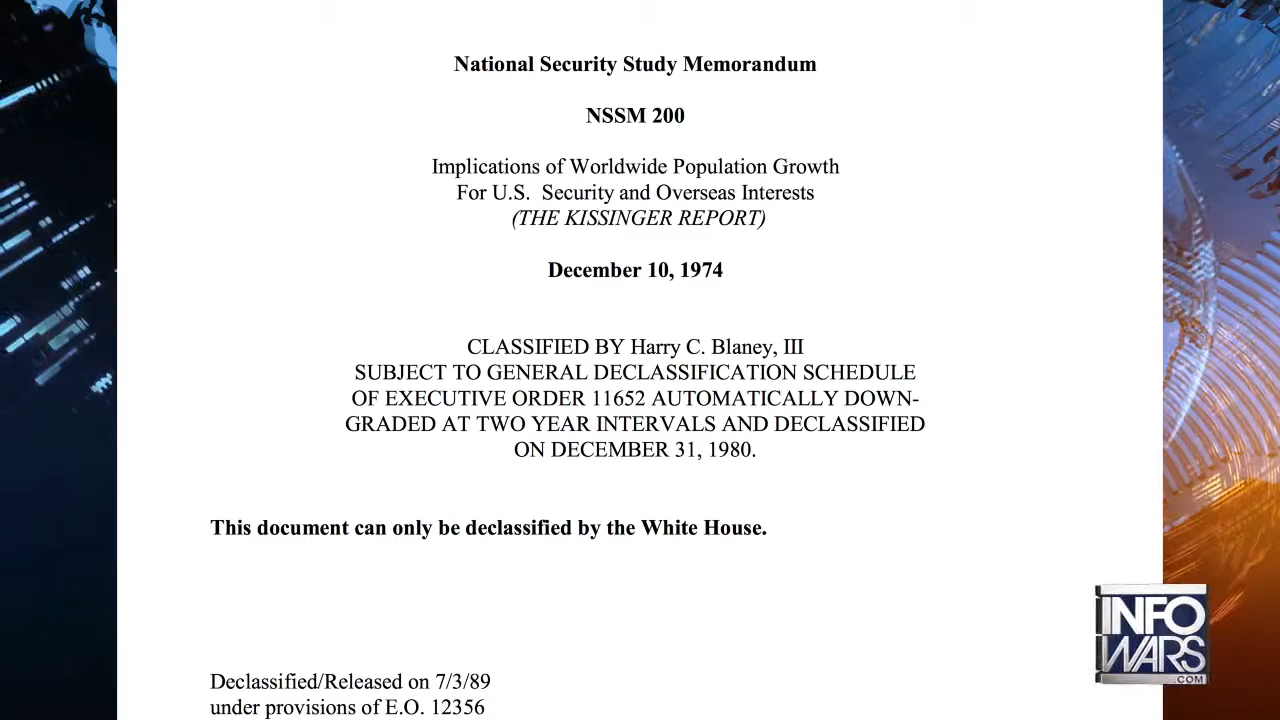 National Security Study Memorandum
NSSM 200
Implications of Worldwide Population Growth
For U.S. Security and Overseas Interests
(THE KISSINGER REPORT)
December 10, 1974
CLASSIFIED BY Harry C. Blaney, III
SUBJECT TO GENERAL DECLASSIFICATION SCHEDULE
OF EXECUTIVE ORDER 11652 AUTOMATICALLY DOWN-
GRADED AT TWO YEAR INTERVALS AND DECLASSIFIED
ON DECEMBER 31, 1980.
This document can only be declassified by the White House.
Declassified/Released on 7/3/89
under provisions of E.O. 12356
INFO
WARS
.COM